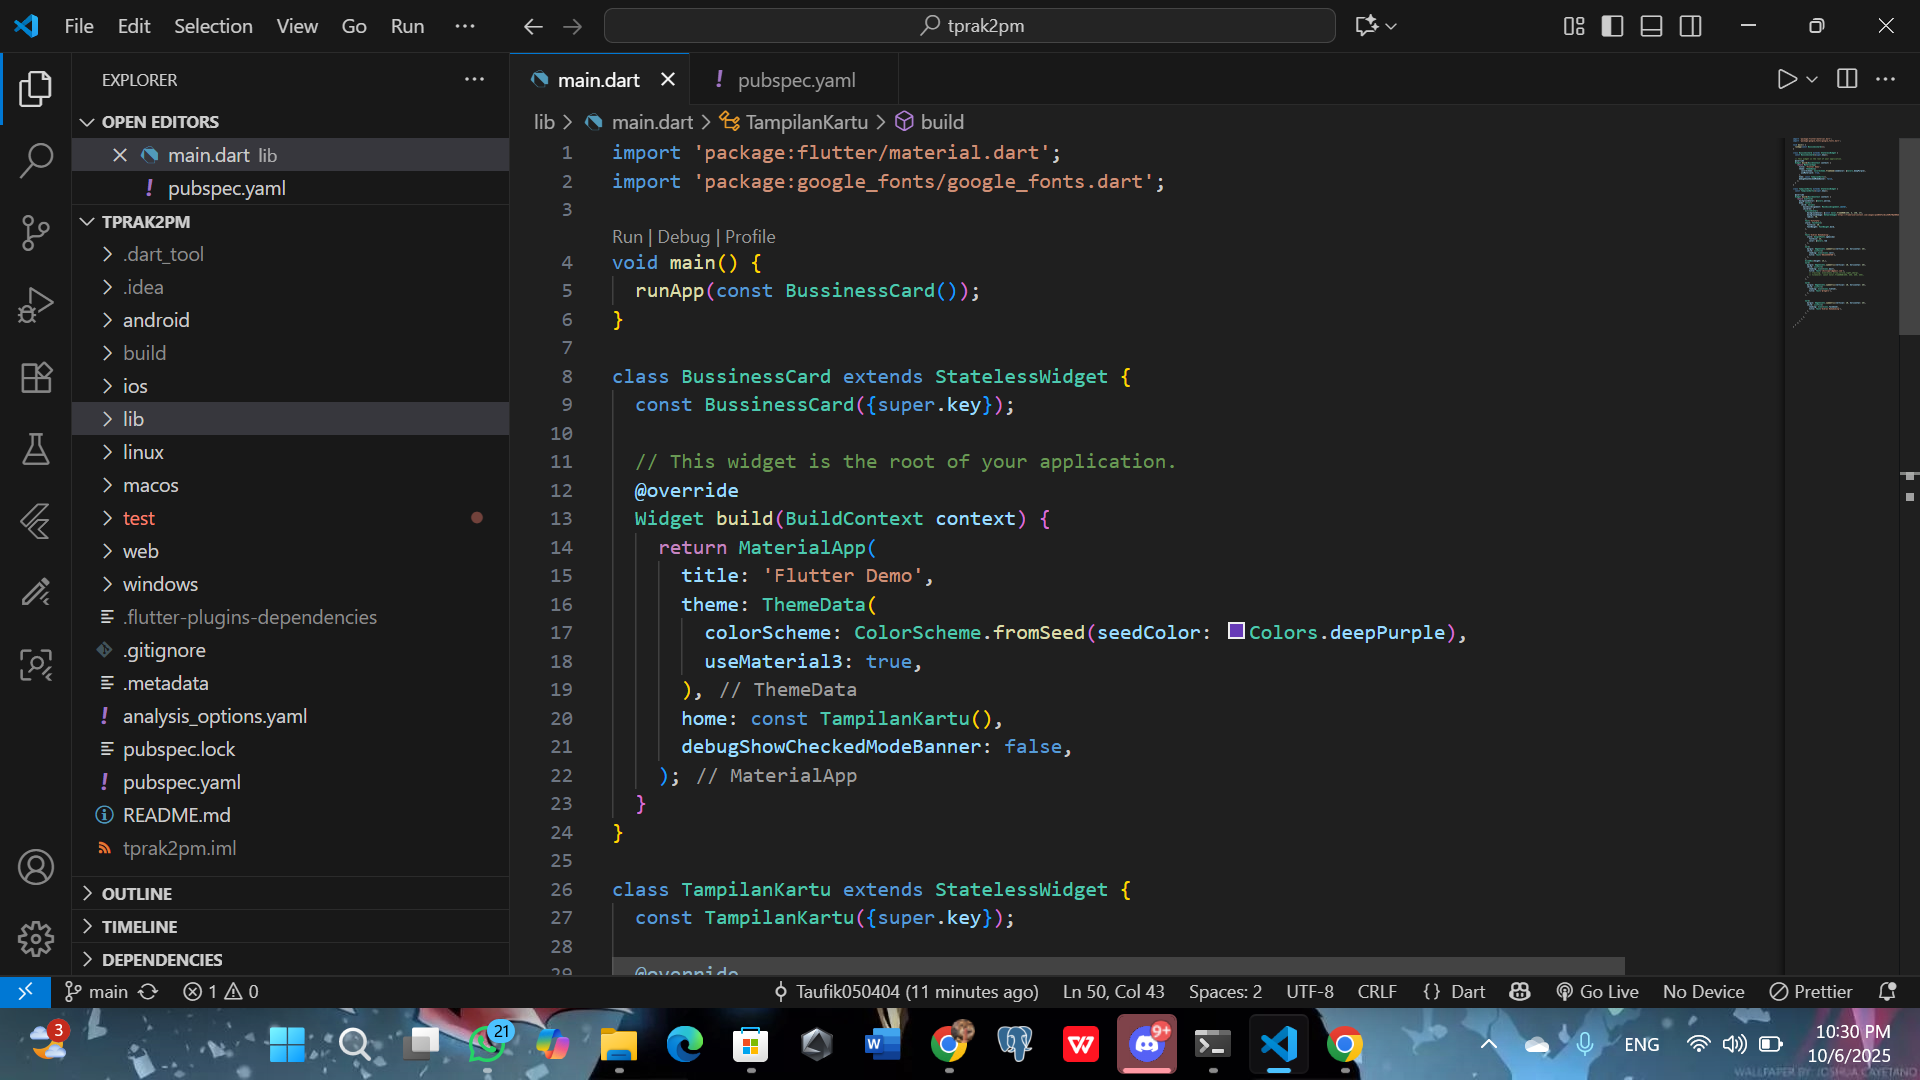 File Edit Selection View Go Run ···
tprak2pm
EXPLORER
OPEN EDITORS
main.dart lib
! pubspec.yaml
TPRAK2PM
.dart_tool
.idea
android
build
ios
lib
linux
macos
test
web
windows
.flutter-plugins-dependencies
.gitignore
.metadata
! analysis_options.yaml
pubspec.lock
! pubspec.yaml
README.md
tprak2pm.iml
OUTLINE
TIMELINE
DEPENDENCIES
main.dart
! pubspec.yaml
lib > main.dart > TampilanKartu > build
1 import 'package:flutter/material.dart';
2 import 'package:google_fonts/google_fonts.dart';
3
Run | Debug | Profile
4 void main() {
5 runApp(const BussinessCard());
6 }
7
8 class BussinessCard extends StatelessWidget {
9 const BussinessCard({super.key});
10
11 // This widget is the root of your application.
12 @override
13 Widget build(BuildContext context) {
14 return MaterialApp(
15 title: 'Flutter Demo',
16 theme: ThemeData(
17 colorScheme: ColorScheme.fromSeed(seedColor: Colors.deepPurple),
18 useMaterial3: true,
19 ), // ThemeData
20 home: const TampilanKartu(),
21 debugShowCheckedModeBanner: false,
22 ); // MaterialApp
23 }
24 }
25
26 class TampilanKartu extends StatelessWidget {
27 const TampilanKartu({super.key});
28
29 @override
main 1 0 Taufik050404 (11 minutes ago) Ln 50, Col 43 Spaces: 2 UTF-8 CRLF {} Dart Go Live No Device Prettier
3 21 W 9+ ENG 10:30 PM
10/6/2025
WALLPAPER BY: JOSHUA CAYETANO